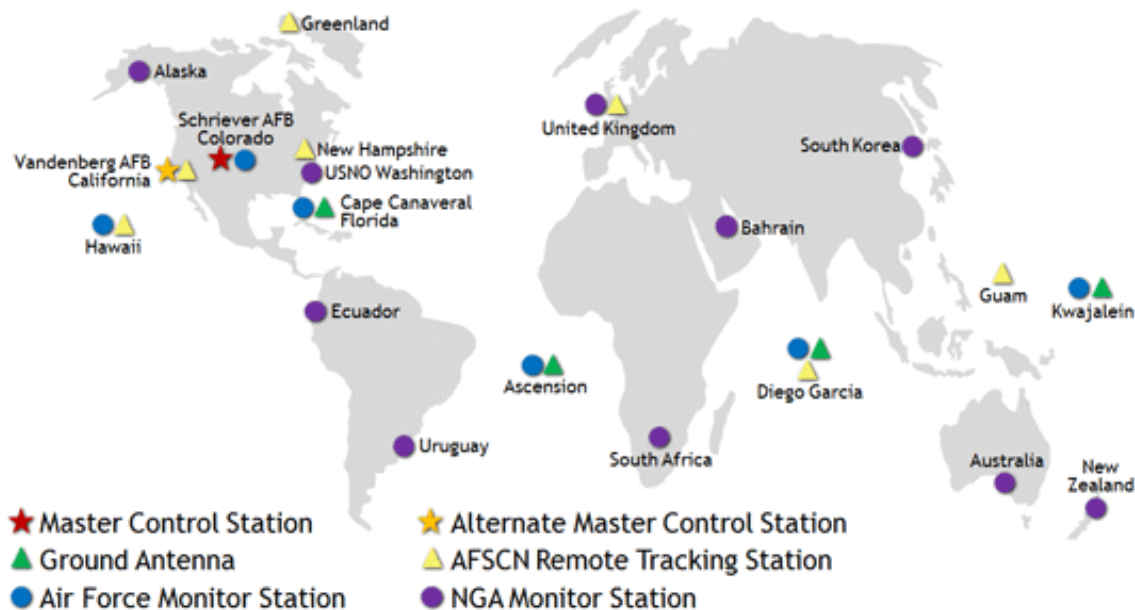 Greenland
Alaska
Schriever AFB
Colorado
Vandenberg AFB
California
New Hampshire
USNO Washington
Cape Canaveral
Florida
Hawaii
United Kingdom
South Korea
Bahrain
Guam
Kwajalein
Ecuador
Ascension
Diego Garcia
Uruguay
South Africa
Australia
New
Zealand
Master Control Station
Alternate Master Control Station
Ground Antenna
AFSCN Remote Tracking Station
Air Force Monitor Station
NGA Monitor Station